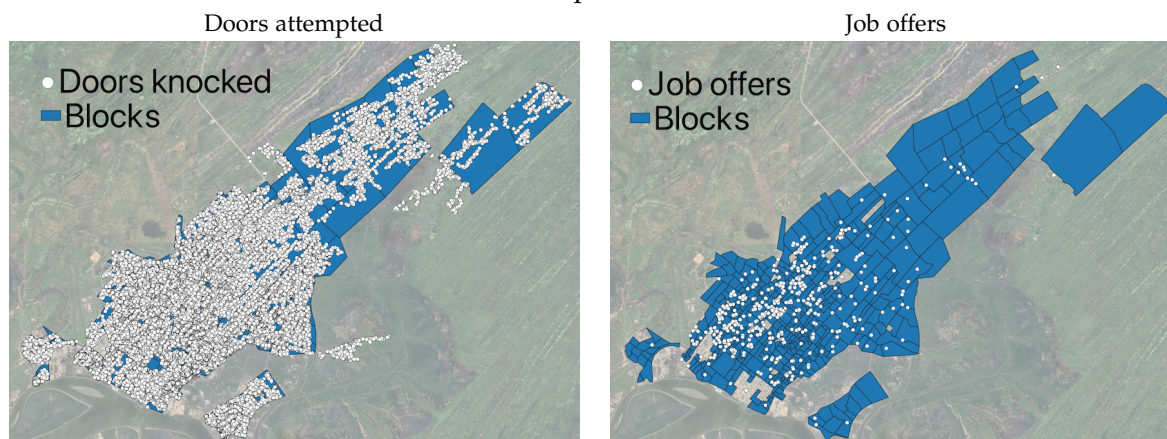 Doors attempted
Doors knocked
Blocks
Job offers
Job offers
Blocks